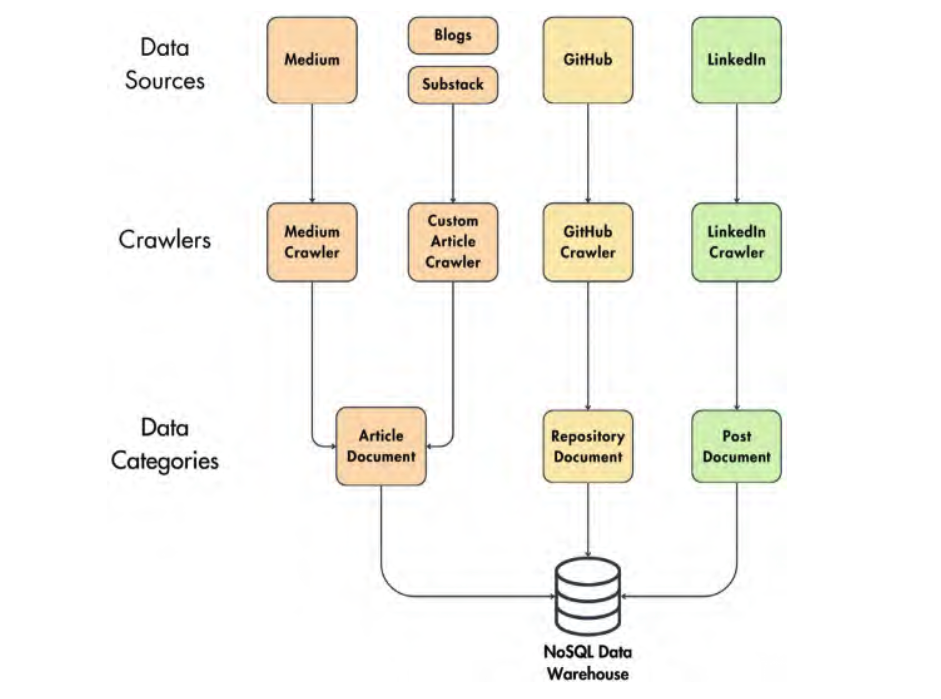 Data
Sources
Medium
Blogs
Substack
GitHub
LinkedIn
Crawlers
Medium
Crawler
Custom
Article
Crawler
GitHub
Crawler
LinkedIn
Crawler
Data
Categories
Article
Document
Repository
Document
Post
Document
NoSQL Data
Warehouse